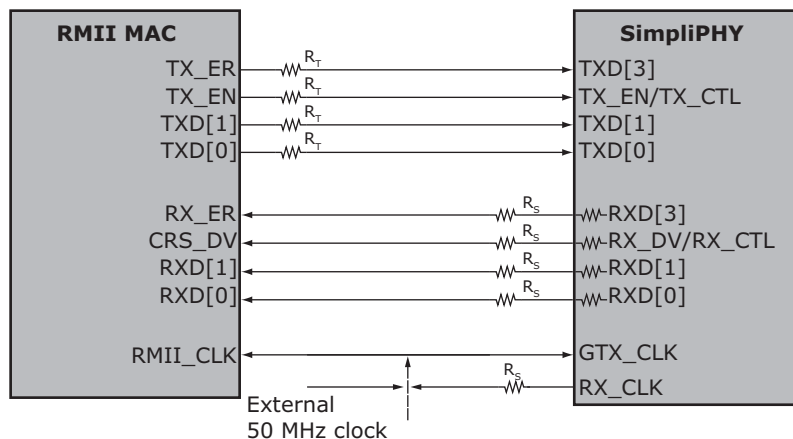 RMII MAC
SimpliPHY
TX_ER
R_T
TXD[3]
TX_EN
R_T
TX_EN/TX_CTL
TXD[1]
R_T
TXD[1]
TXD[0]
R_T
TXD[0]
RX_ER
R_S
RXD[3]
CRS_DV
R_S
RX_DV/RX_CTL
RXD[1]
R_S
RXD[1]
RXD[0]
R_S
RXD[0]
RMII_CLK
GTX_CLK
R_S
RX_CLK
External
50 MHz clock